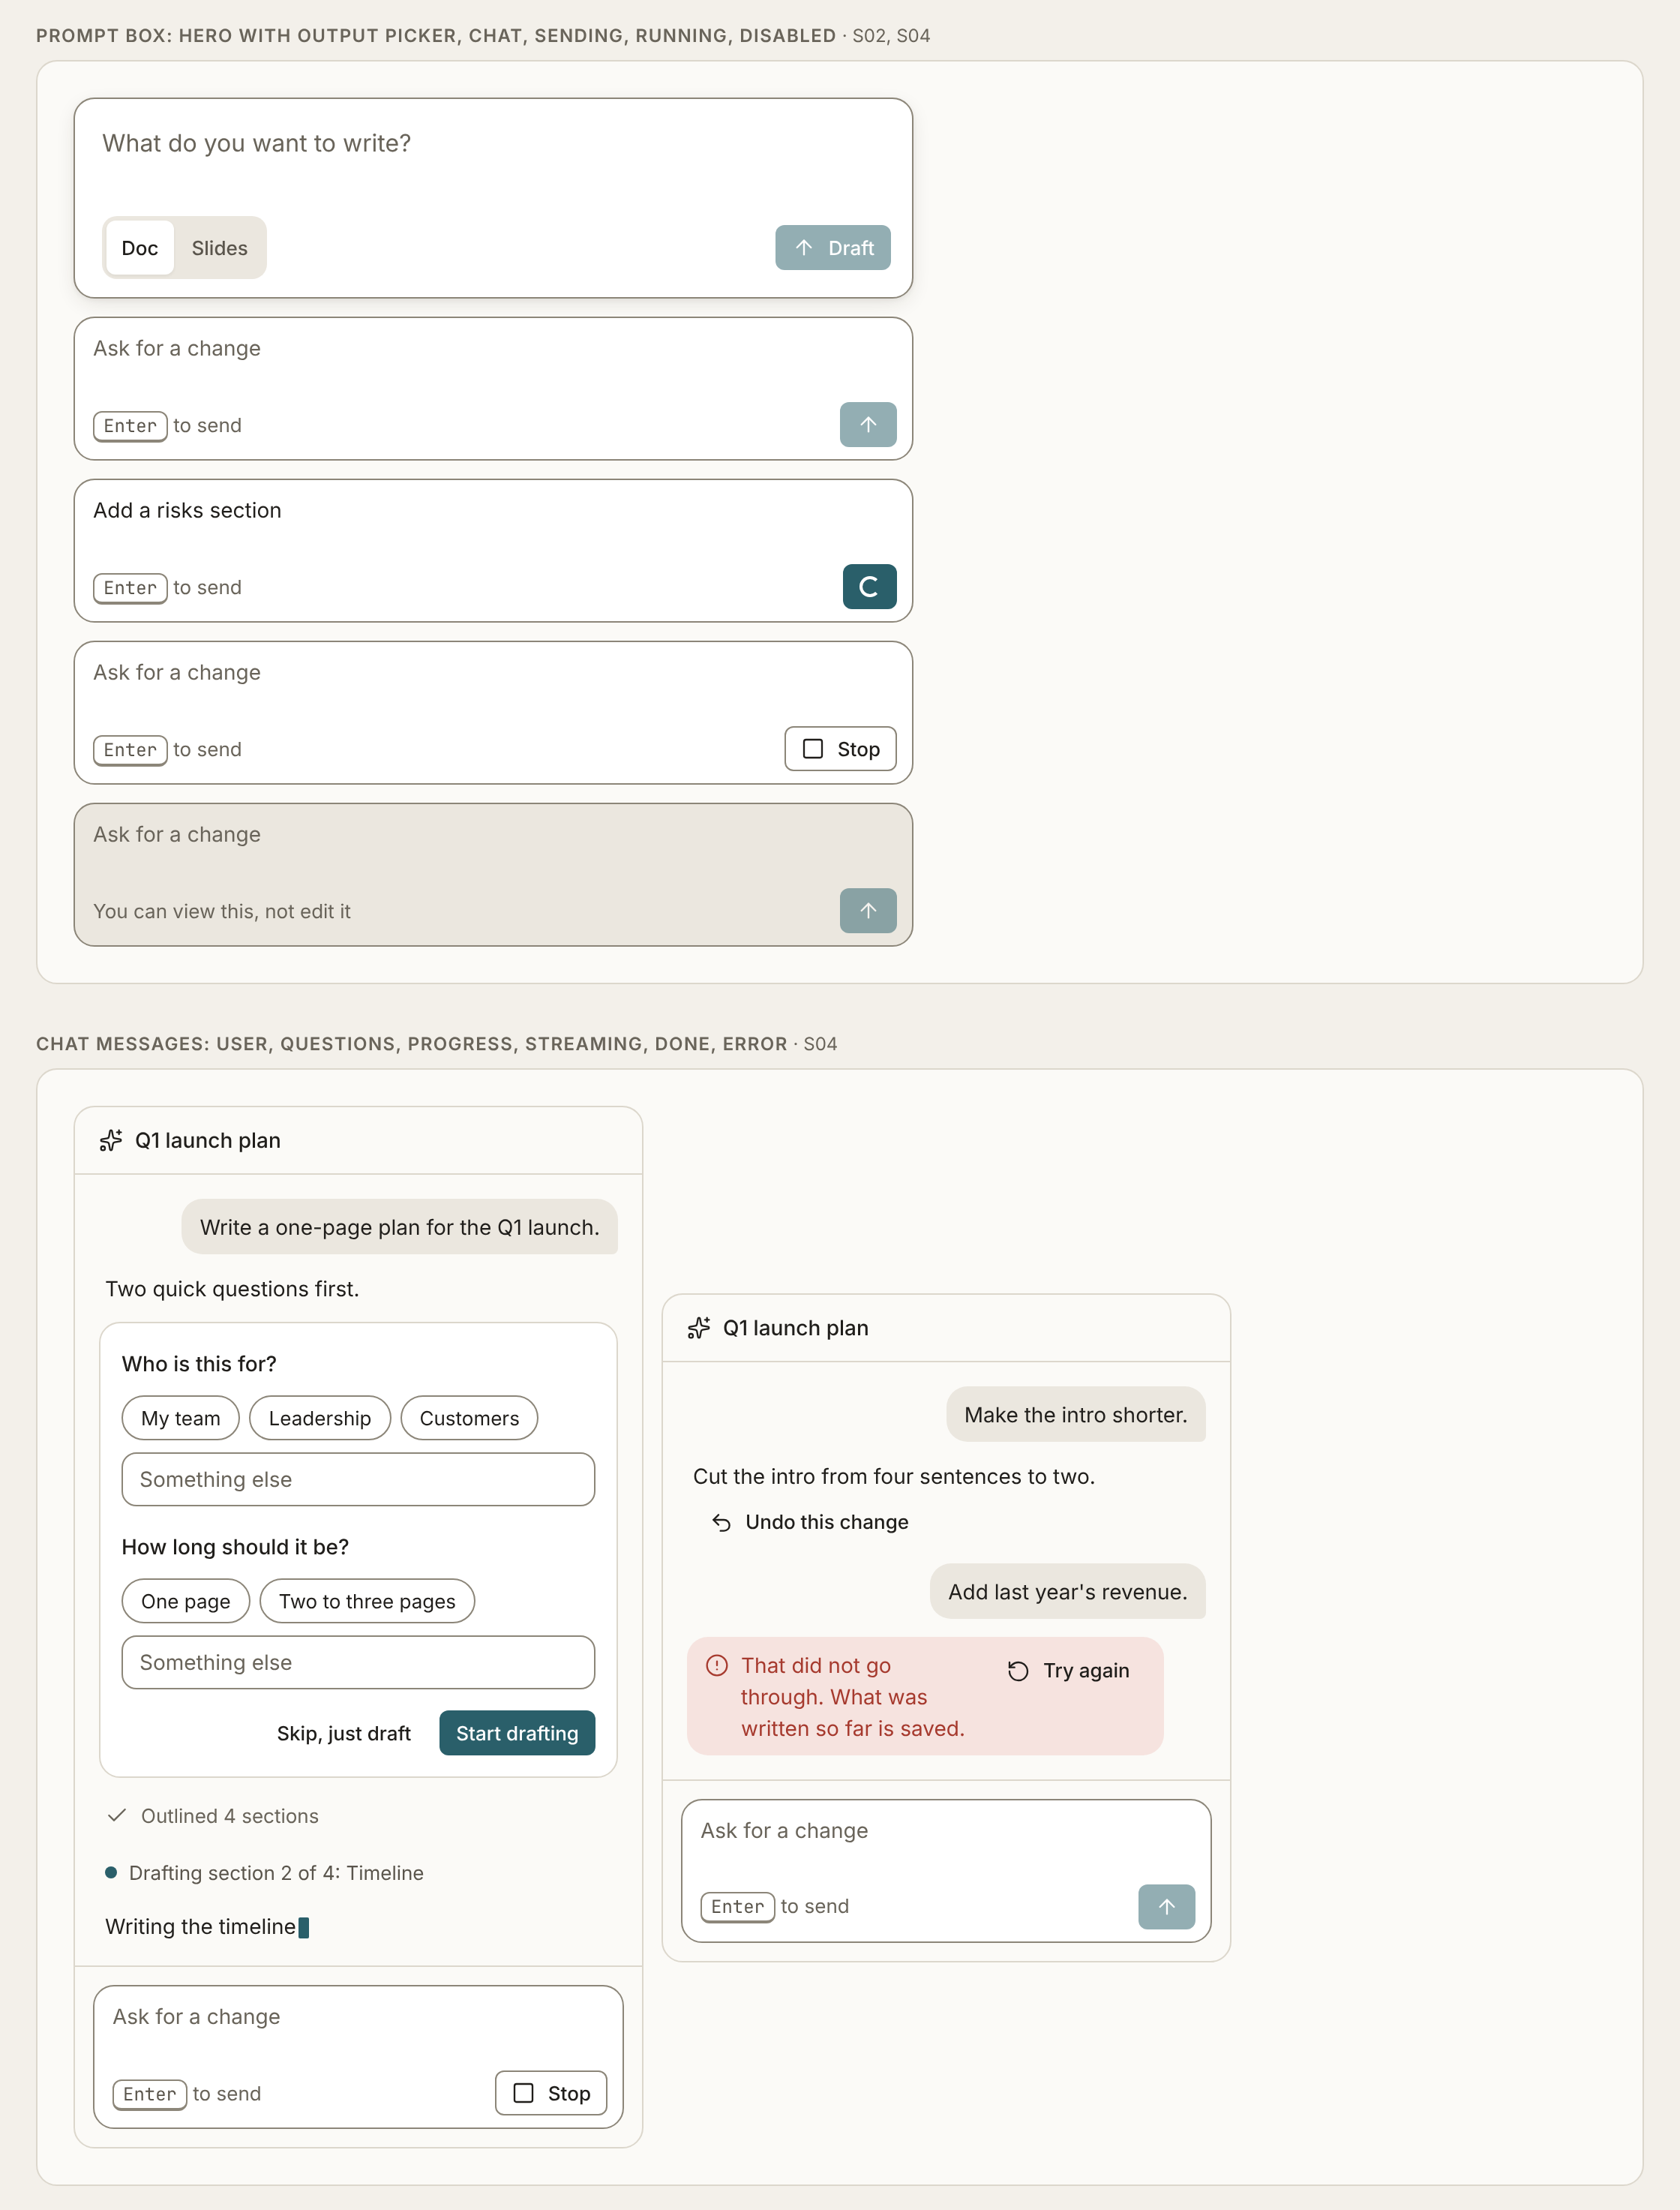 PROMPT BOX: HERO WITH OUTPUT PICKER, CHAT, SENDING, RUNNING, DISABLED · S02, S04
What do you want to write?
Doc Slides
Draft
Ask for a change
Enter to send
Add a risks section
Enter to send
Ask for a change
Enter to send
Stop
Ask for a change
You can view this, not edit it
CHAT MESSAGES: USER, QUESTIONS, PROGRESS, STREAMING, DONE, ERROR · S04
Q1 launch plan
Write a one-page plan for the Q1 launch.
Two quick questions first.
Who is this for?
My team Leadership Customers
Something else
How long should it be?
One page Two to three pages
Something else
Skip, just draft Start drafting
Outlined 4 sections
Drafting section 2 of 4: Timeline
Writing the timeline
Ask for a change
Enter to send
Stop
Q1 launch plan
Make the intro shorter.
Cut the intro from four sentences to two.
Undo this change
Add last year's revenue.
That did not go
through. What was
written so far is saved.
Try again
Ask for a change
Enter to send